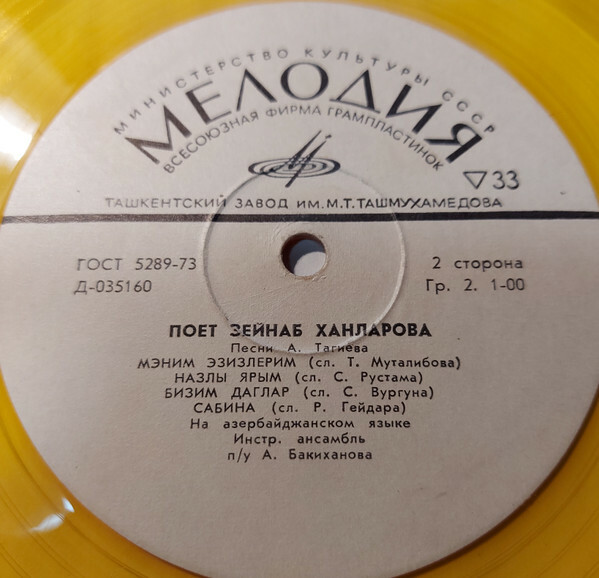 МИНИСТЕРСТВО КУЛЬТУРЫ СССР
МЕЛОДИЯ
ВСЕСОЮЗНАЯ ФИРМА ГРАМПЛАСТИНОК
▽33
ТАШКЕНТСКИЙ ЗАВОД ИМ.М.Т.ТАШМУХАМЕДОВА
ГОСТ 5289-73
2 сторона
Д-035160
Гр. 2. 1-00
ПОЕТ ЗЕЙНАБ ХАНЛАРОВА
Песни А. Тагиева
МЭНИМ ЭЗИЗЛЕРИМ (сл. Т. Муталибова)
НАЗЛЫ ЯРЫМ (сл. С. Рустама)
БИЗИМ ДАГЛАР (сл. С. Вургуна)
САБИНА (сл. Р. Гейдара)
На азербайджанском языке
Инстр. ансамбль
п/у А. Бакиханова